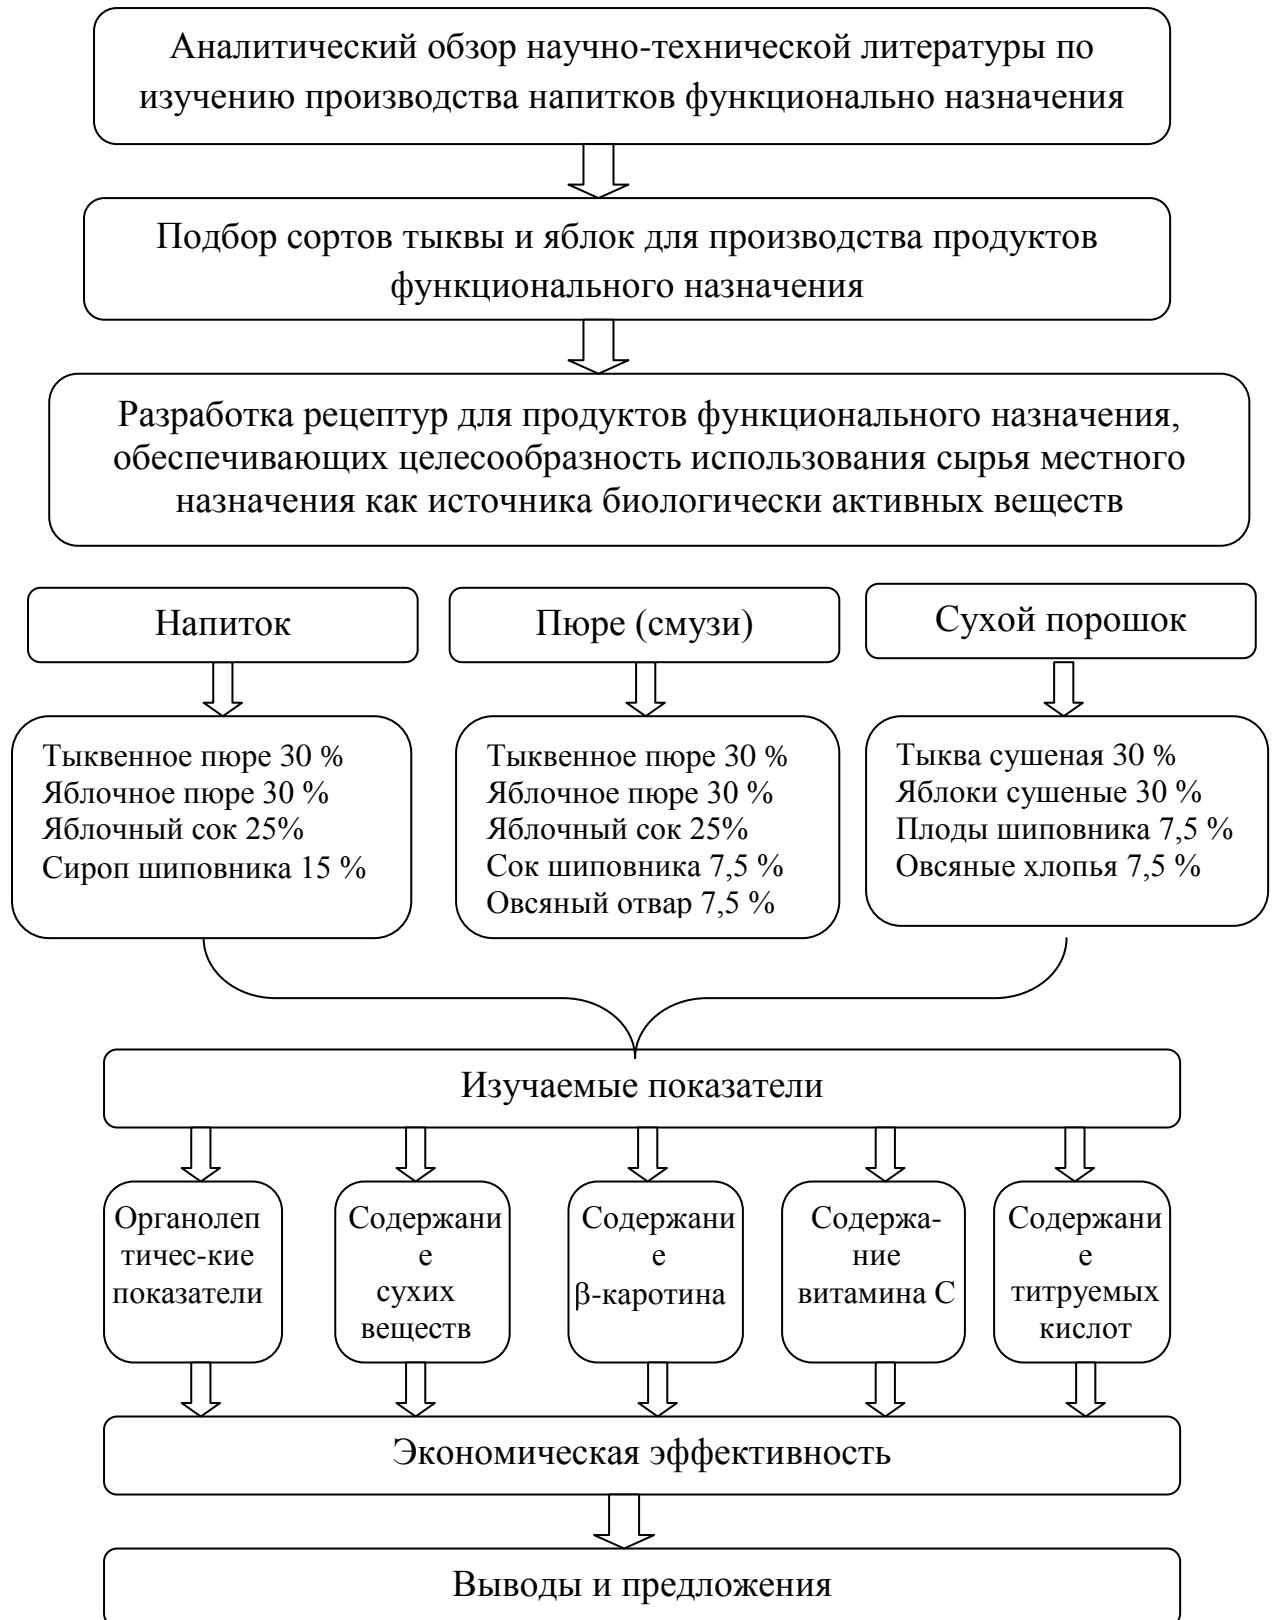 Аналитический обзор научно-технической литературы по
изучению производства напитков функционально назначения
Подбор сортов тыквы и яблок для производства продуктов
функционального назначения
Разработка рецептур для продуктов функционального назначения,
обеспечивающих целесообразность использования сырья местного
назначения как источника биологически активных веществ
Напиток
Пюре (смузи)
Сухой порошок
Тыквенное пюре 30 %
Яблочное пюре 30 %
Яблочный сок 25%
Сироп шиповника 15 %
Тыквенное пюре 30 %
Яблочное пюре 30 %
Яблочный сок 25%
Сок шиповника 7,5 %
Овсяный отвар 7,5 %
Тыква сушеная 30 %
Яблоки сушеные 30 %
Плоды шиповника 7,5 %
Овсяные хлопья 7,5 %
Изучаемые показатели
Органолеп
тичес-кие
показатели
Содержани
е
сухих
веществ
Содержани
е
β-каротина
Содержа-
ние
витамина С
Содержани
е
титруемых
кислот
Экономическая эффективность
Выводы и предложения